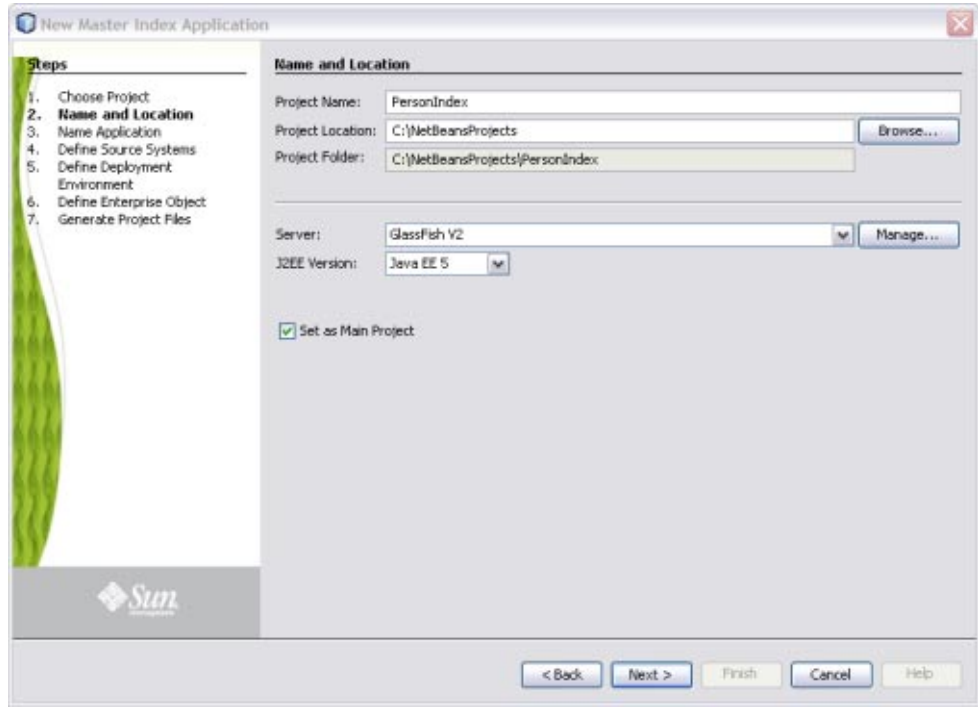 New Master Index Application
Steps
1. Choose Project
2. Name and Location
3. Name Application
4. Define Source Systems
5. Define Deployment
Environment
6. Define Enterprise Object
7. Generate Project Files
Sun
Name and Location
Project Name: PersonIndex
Project Location: C:\NetBeansProjects Browse...
Project Folder: C:\NetBeansProjects\PersonIndex
Server: GlassFish V2 Manage...
J2EE Version: Java EE 5
Set as Main Project
< Back Next > Finish Cancel Help